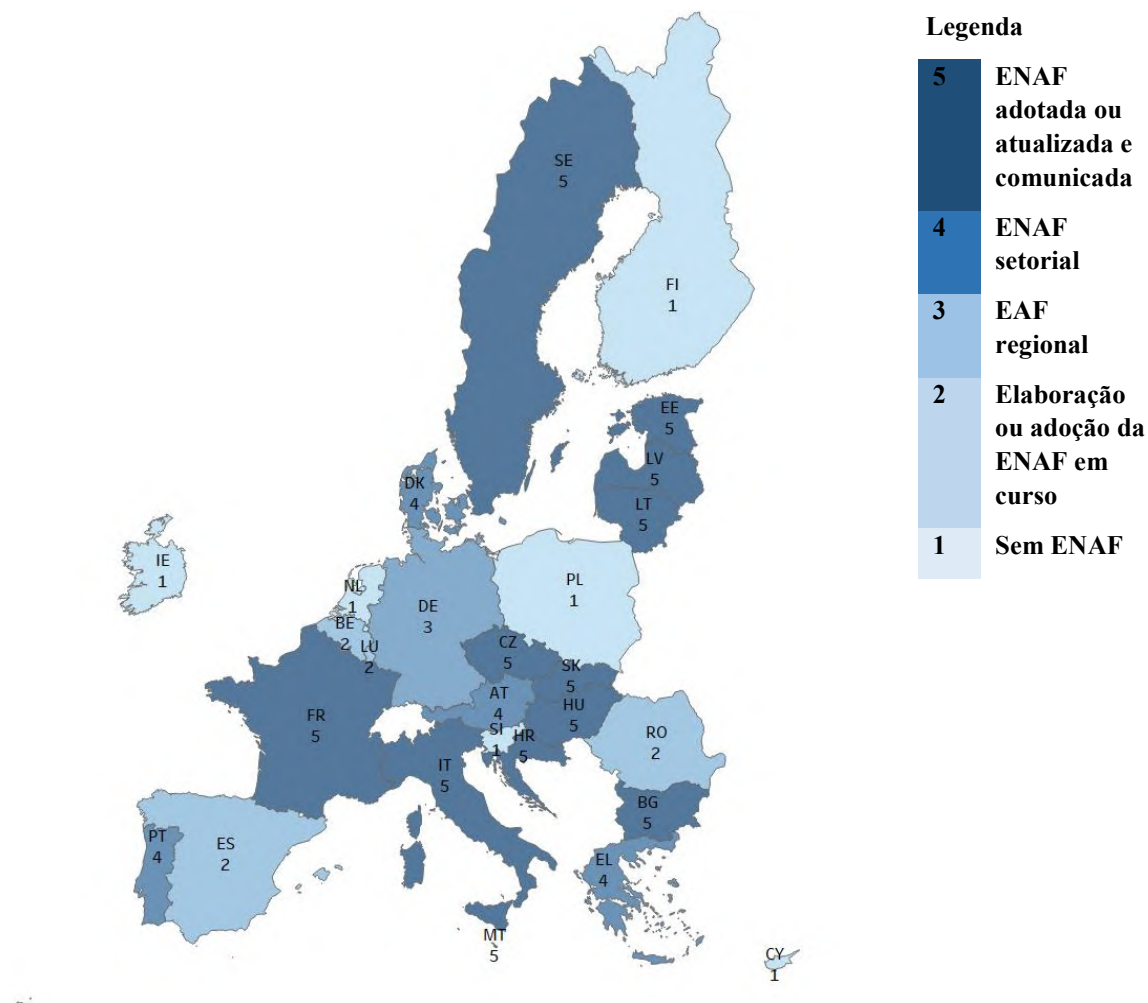 SE
5
FI
1
EE
5
LV
5
LT
5
DK
4
IE
1
NL
1
BE
2
LU
2
DE
3
PL
1
CZ
5
SK
5
AT
4
HU
5
SI
1
HR
5
FR
5
IT
5
RO
2
BG
5
PT
4
ES
2
EL
4
MT
5
CY
1
Legenda
5 ENAF
adotada ou
atualizada e
comunicada
4 ENAF
setorial
3 EAF
regional
2 Elaboração
ou adoção da
ENAF em
curso
1 Sem ENAF